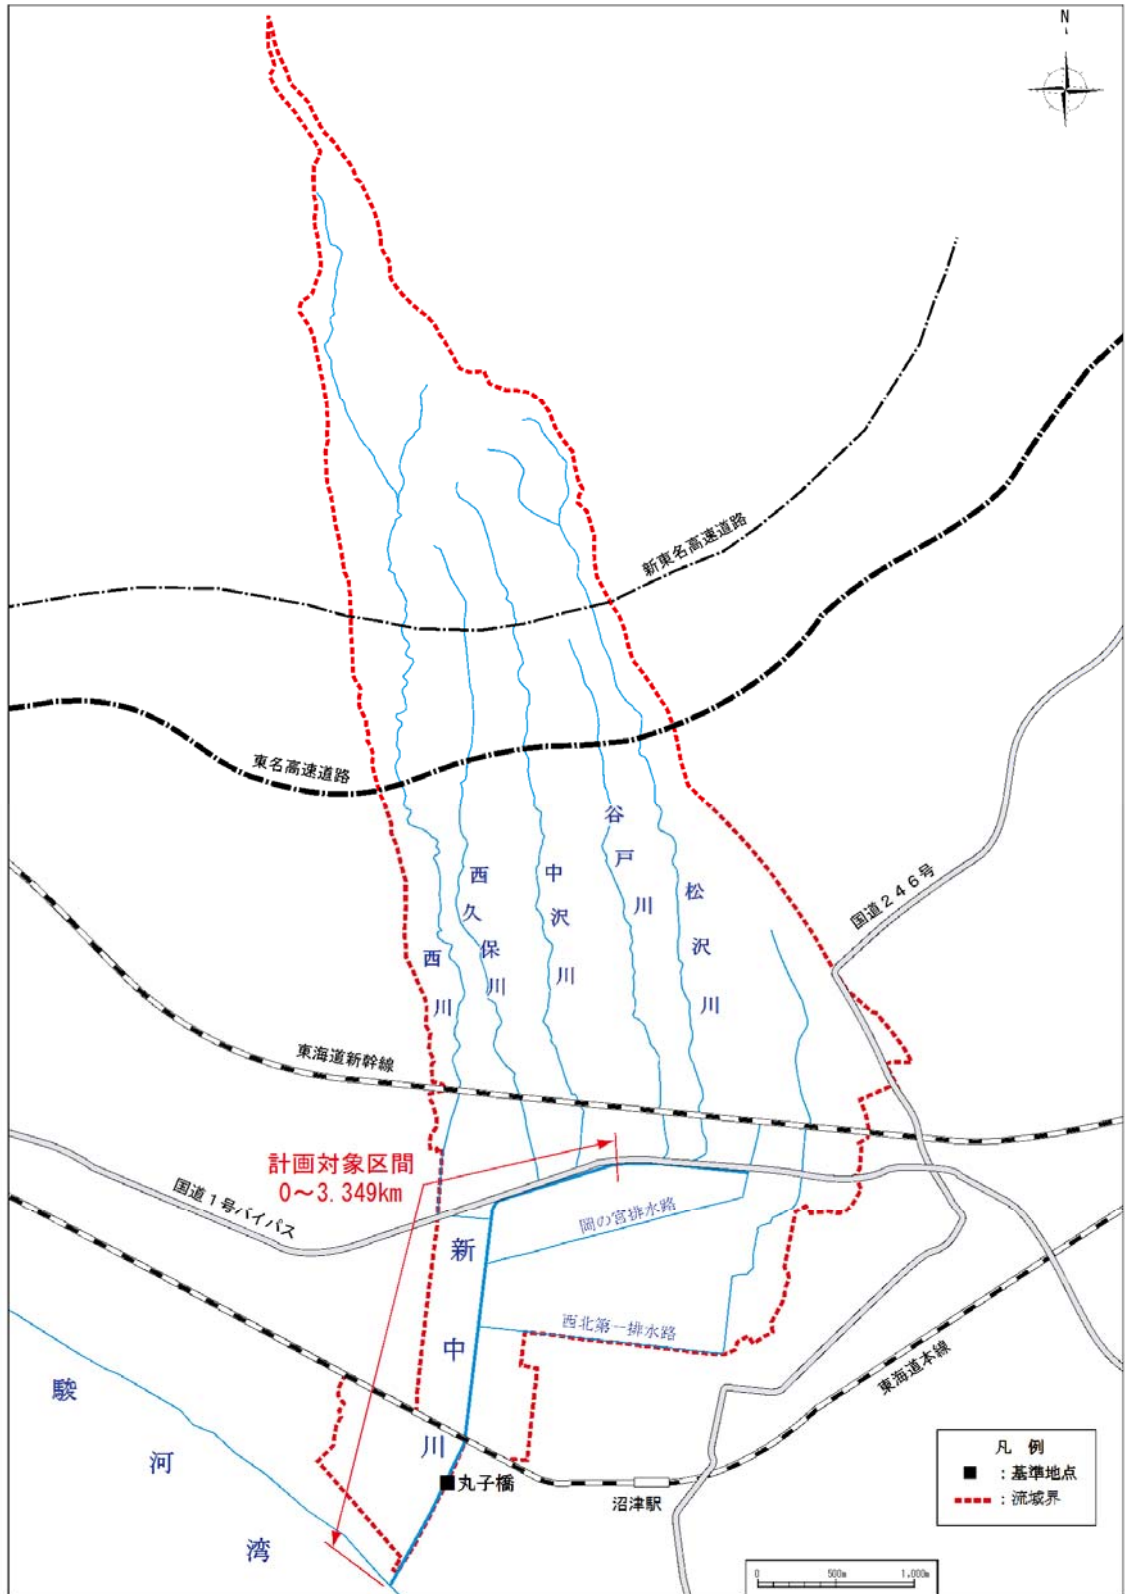 N
新東名高速道路
東名高速道路
谷戸川
西久保川
中沢川
松沢川
西川
国道246号
東海道新幹線
計画対象区間
0～3.349km
国道1号バイパス
岡の宮排水路
新中川
西北第一排水路
東海道本線
駿河湾
丸子橋
沼津駅
凡 例
■ ：基準地点
：流域界
0 500m 1,000m